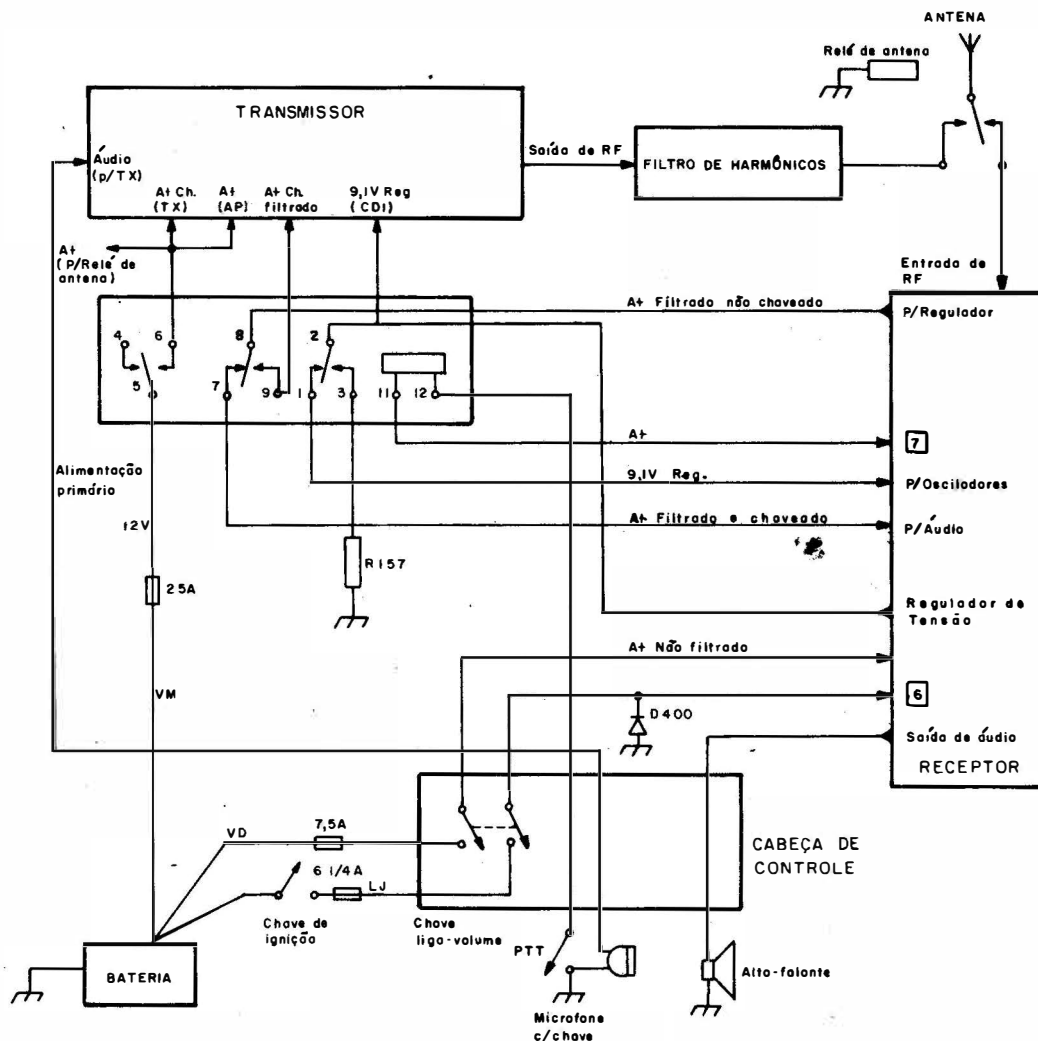 ANTENA
Relé de antena
TRANSMISSOR
Áudio
(p/TX)
A+ Ch.
(TX)
A+
(AP)
A+ Ch.
filtrado
9,1V Reg
(CDI)
Saída de RF
FILTRO DE HARMÔNICOS
A+
(P/Relé de
antena)
Entrada de
RF
A+ Filtrado não chaveado
P/Regulador
4
6
8
2
5
7
9
1
3
11
12
A+
7
Alimentação
primário
9,1V Reg.
P/Osciladores
12V
A+ Filtrado e chaveado
P/Áudio
25A
R157
Regulador de
Tensão
A+ Não filtrado
VM
6
D400
Saída de áudio
RECEPTOR
VD
7,5A
CABEÇA DE
CONTROLE
6 1/4A
LJ
Chave de
ignição
Chave
liga-volume
PTT
BATERIA
Alto-falante
Microfone
c/chave